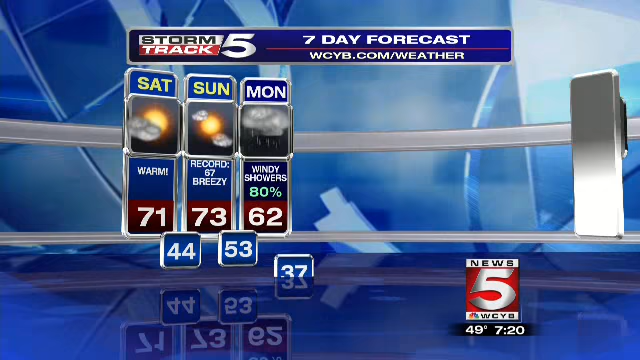 STORM
TRACK 5
7 DAY FORECAST
WCYB.COM/WEATHER
SAT
SUN
MON
WARM!
RECORD:
67
BREEZY
WINDY
SHOWERS
80%
71
73
62
44
53
37
NEWS
5
WCYB
49° 7:20